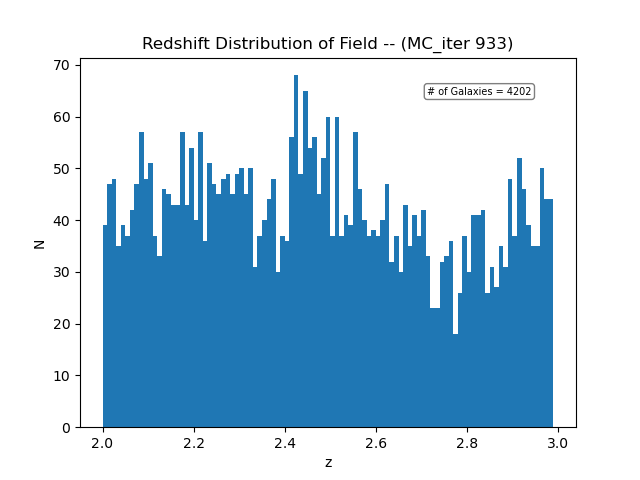 Redshift Distribution of Field -- (MC_iter 933)
# of Galaxies = 4202
70
60
50
40
30
20
10
0
N
2.0 2.2 2.4 2.6 2.8 3.0
z